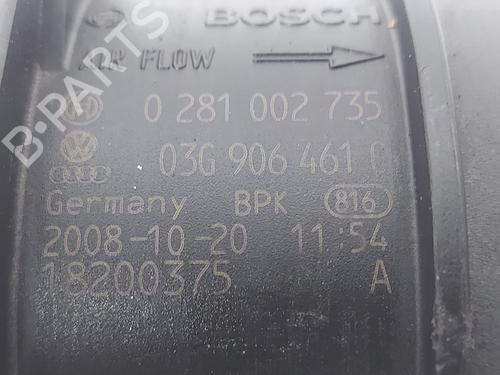 BOSCH
AIR FLOW
0 281 002 735
03G 906 461 C
Germany BPK 816
2008-10-20 11:54
18200375 A
B-PARTS